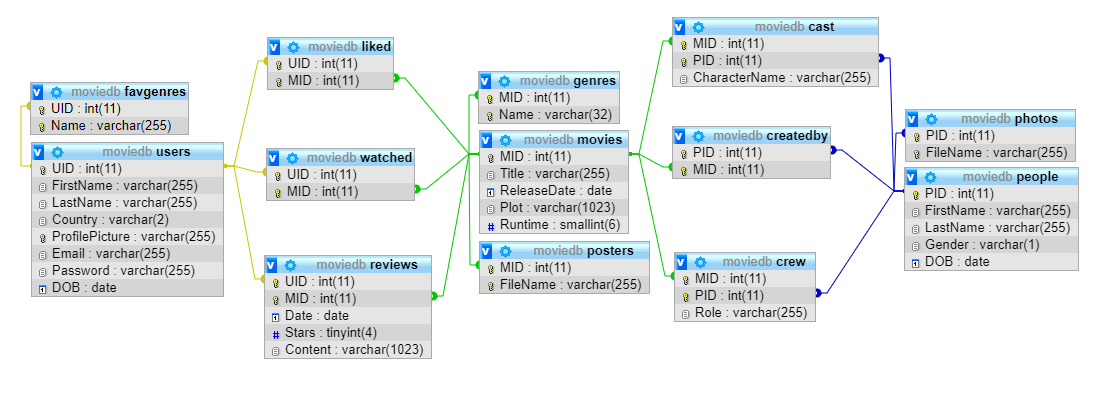 moviedb favgenres
UID : int(11)
Name : varchar(255)
moviedb users
UID : int(11)
FirstName : varchar(255)
LastName : varchar(255)
Country : varchar(2)
ProfilePicture : varchar(255)
Email : varchar(255)
Password : varchar(255)
DOB : date
moviedb liked
UID : int(11)
MID : int(11)
moviedb watched
UID : int(11)
MID : int(11)
moviedb reviews
UID : int(11)
MID : int(11)
Date : date
Stars : tinyint(4)
Content : varchar(1023)
moviedb genres
MID : int(11)
Name : varchar(32)
moviedb movies
MID : int(11)
Title : varchar(255)
ReleaseDate : date
Plot : varchar(1023)
Runtime : smallint(6)
moviedb posters
MID : int(11)
FileName : varchar(255)
moviedb cast
MID : int(11)
PID : int(11)
CharacterName : varchar(255)
moviedb createdby
PID : int(11)
MID : int(11)
moviedb crew
MID : int(11)
PID : int(11)
Role : varchar(255)
moviedb photos
PID : int(11)
FileName : varchar(255)
moviedb people
PID : int(11)
FirstName : varchar(255)
LastName : varchar(255)
Gender : varchar(1)
DOB : date